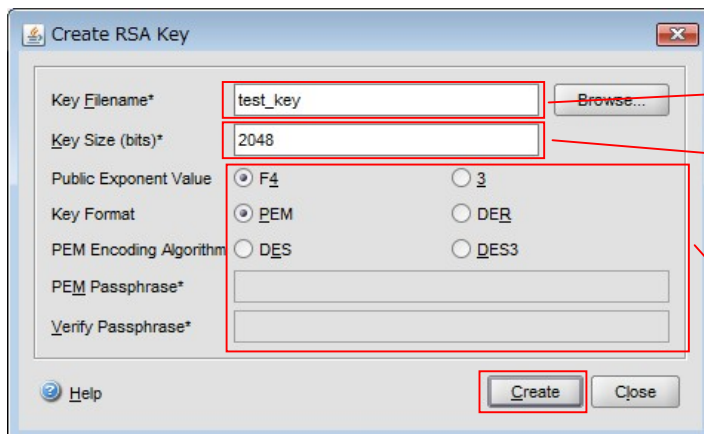 Create RSA Key
Key Filename* test_key Browse...
Key Size (bits)* 2048
Public Exponent Value F4 3
Key Format PEM DER
PEM Encoding Algorithm DES DES3
PEM Passphrase*
Verify Passphrase*
Help Create Close